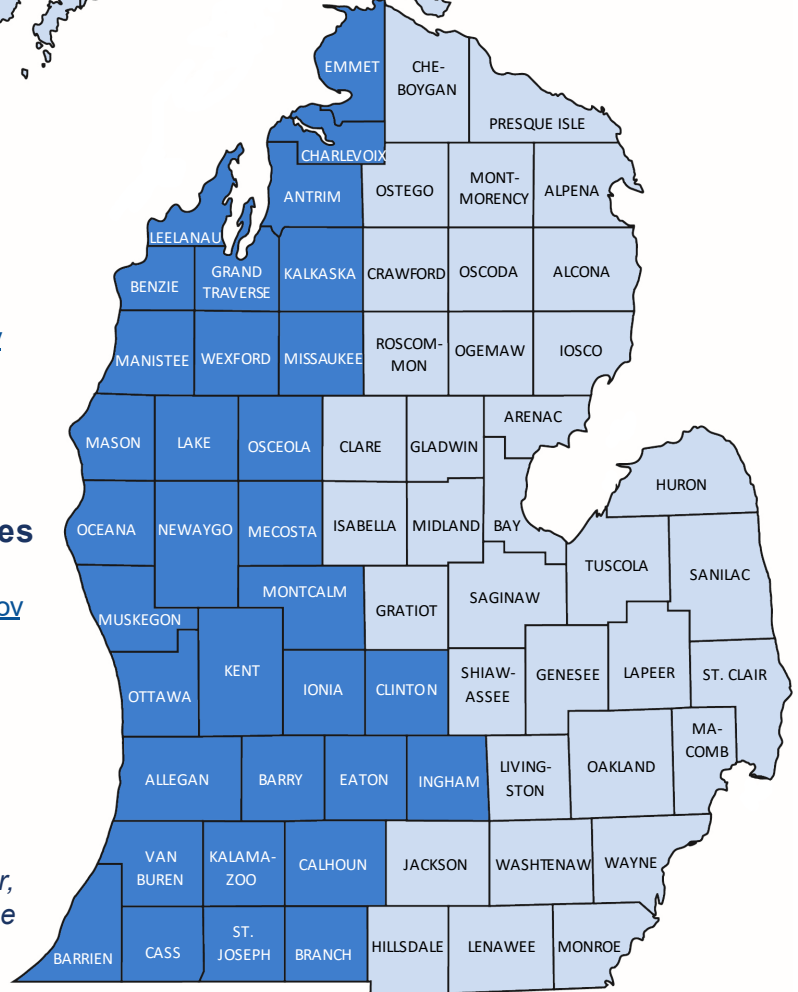 EMMET
CHE-
BOYGAN
PRESQUE ISLE
CHARLEVOIX
ANTRIM
OSTEGO
MONT-
MORENCY
ALPENA
LEELANAU
BENZIE
GRAND
TRAVERSE
KALKASKA
CRAWFORD
OSCODA
ALCONA
MANISTEE
WEXFORD
MISSAUKEE
ROSCOM-
MON
OGEMAW
IOSCO
MASON
LAKE
OSCEOLA
CLARE
GLADWIN
ARENAC
HURON
es
OCEANA
NEWAYGO
MECOSTA
ISABELLA
MIDLAND
BAY
TUSCOLA
SANILAC
ov
MUSKEGON
MONTCALM
GRATIOT
SAGINAW
OTTAWA
KENT
IONIA
CLINTON
SHIAW-
ASSEE
GENESEE
LAPEER
ST. CLAIR
ALLEGAN
BARRY
EATON
INGHAM
LIVING-
STON
OAKLAND
MA-
COMB
VAN
BUREN
KALAMA-
ZOO
CALHOUN
JACKSON
WASHTENAW
WAYNE
r,
e
BARRIEN
CASS
ST.
JOSEPH
BRANCH
HILLSDALE
LENAWEE
MONROE